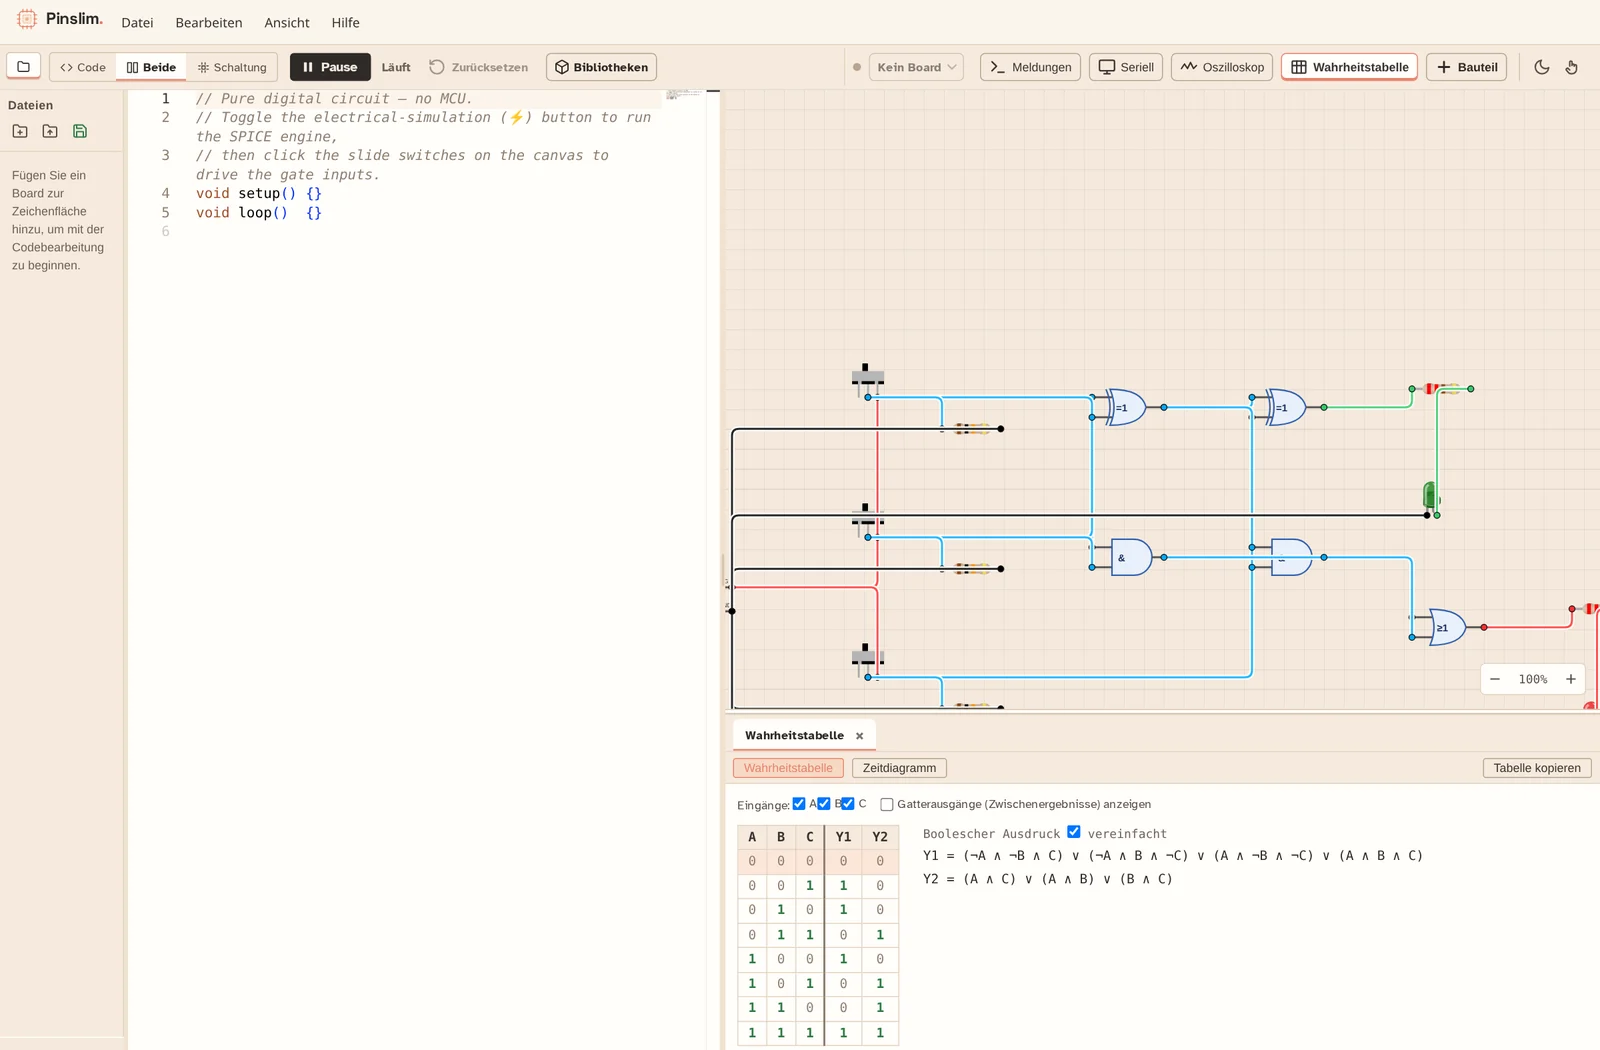 Pinslim.
Datei Bearbeiten Ansicht Hilfe
Code Beide Schaltung Pause Läuft Zurücksetzen Bibliotheken Kein Board Meldungen Seriell Oszilloskop Wahrheitstabelle Bauteil
Dateien
Fügen Sie ein
Board zur
Zeichenfläche
hinzu, um mit der
Codebearbeitung
zu beginnen.
1 // Pure digital circuit — no MCU.
2 // Toggle the electrical-simulation (⚡) button to run
the SPICE engine,
3 // then click the slide switches on the canvas to
drive the gate inputs.
4 void setup() {}
5 void loop()  {}
6
=1 =1
&
≥1
− 100% +
Wahrheitstabelle ×
Wahrheitstabelle Zeitdiagramm Tabelle kopieren
Eingänge: A B C Gatterausgänge (Zwischenergebnisse) anzeigen
A B C Y1 Y2
0 0 0 0 0
0 0 1 1 0
0 1 0 1 0
0 1 1 0 1
1 0 0 1 0
1 0 1 0 1
1 1 0 0 1
1 1 1 1 1
Boolescher Ausdruck vereinfacht
Y1 = (¬A ∧ ¬B ∧ C) ∨ (¬A ∧ B ∧ ¬C) ∨ (A ∧ ¬B ∧ ¬C) ∨ (A ∧ B ∧ C)
Y2 = (A ∧ C) ∨ (A ∧ B) ∨ (B ∧ C)